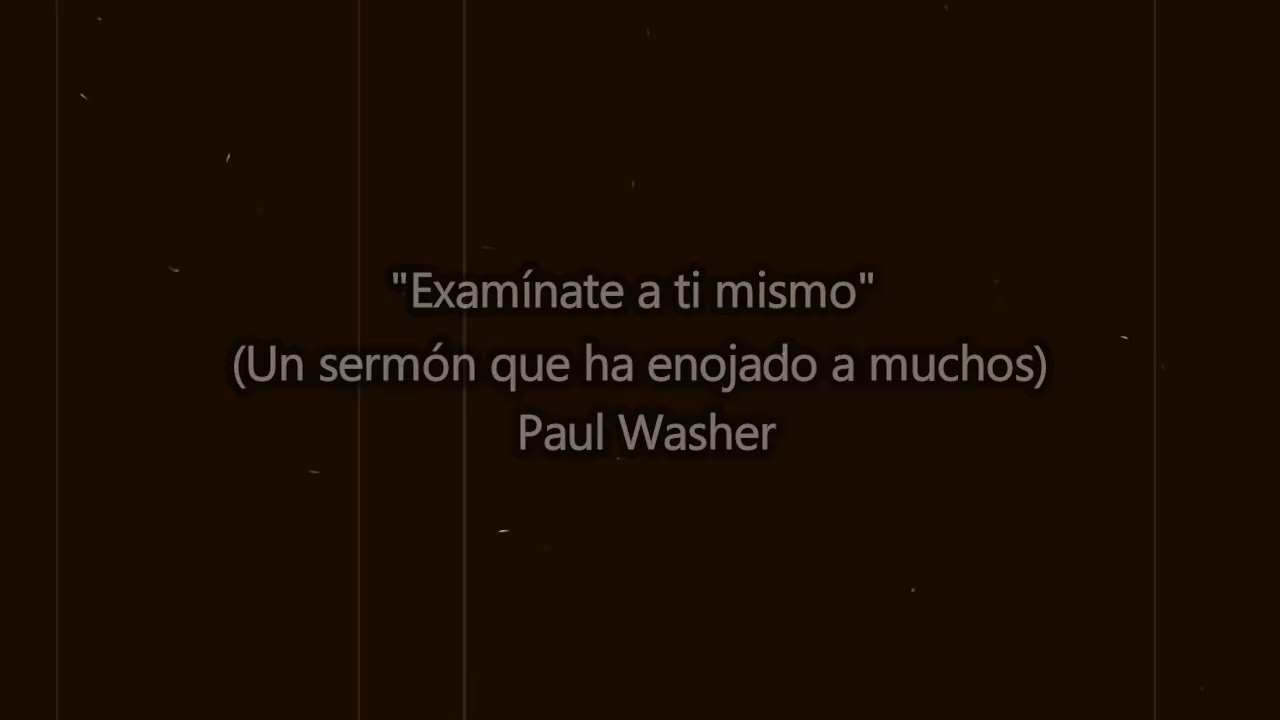 "Examínate a ti mismo"
(Un sermón que ha enojado a muchos)
Paul Washer